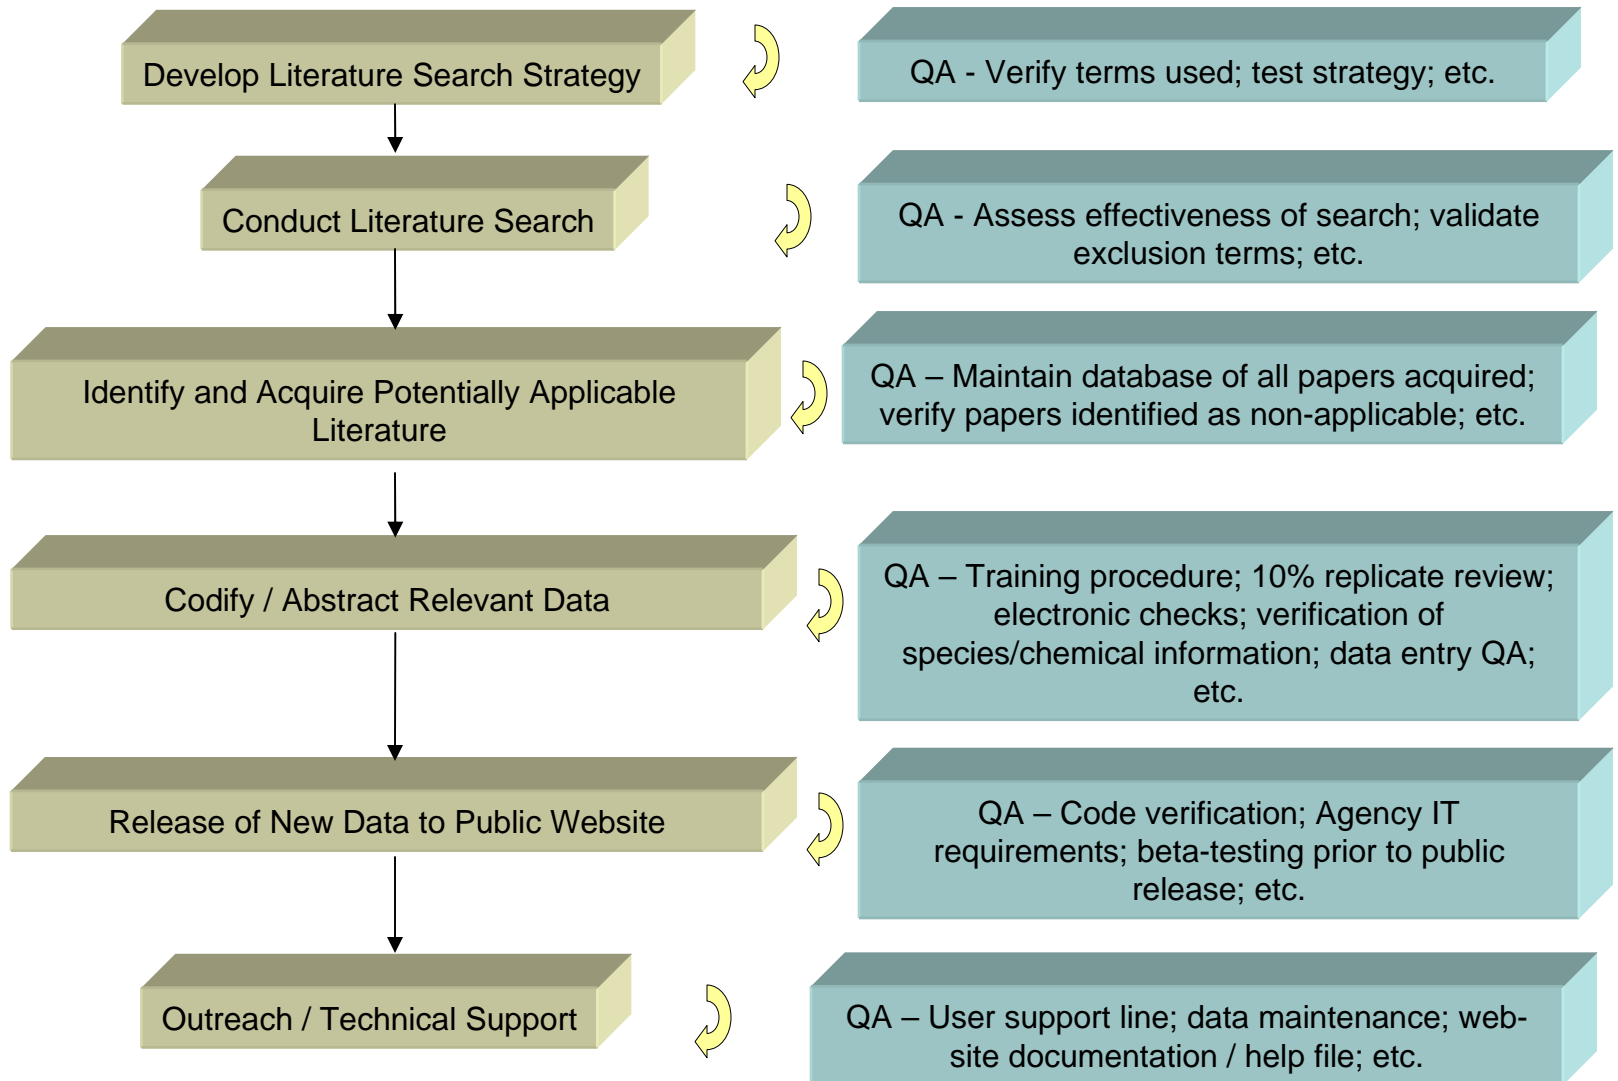 Develop Literature Search Strategy
QA - Verify terms used; test strategy; etc.
Conduct Literature Search
QA - Assess effectiveness of search; validate
exclusion terms; etc.
Identify and Acquire Potentially Applicable
Literature
QA – Maintain database of all papers acquired;
verify papers identified as non-applicable; etc.
Codify / Abstract Relevant Data
QA – Training procedure; 10% replicate review;
electronic checks; verification of
species/chemical information; data entry QA;
etc.
Release of New Data to Public Website
QA – Code verification; Agency IT
requirements; beta-testing prior to public
release; etc.
Outreach / Technical Support
QA – User support line; data maintenance; web-
site documentation / help file; etc.